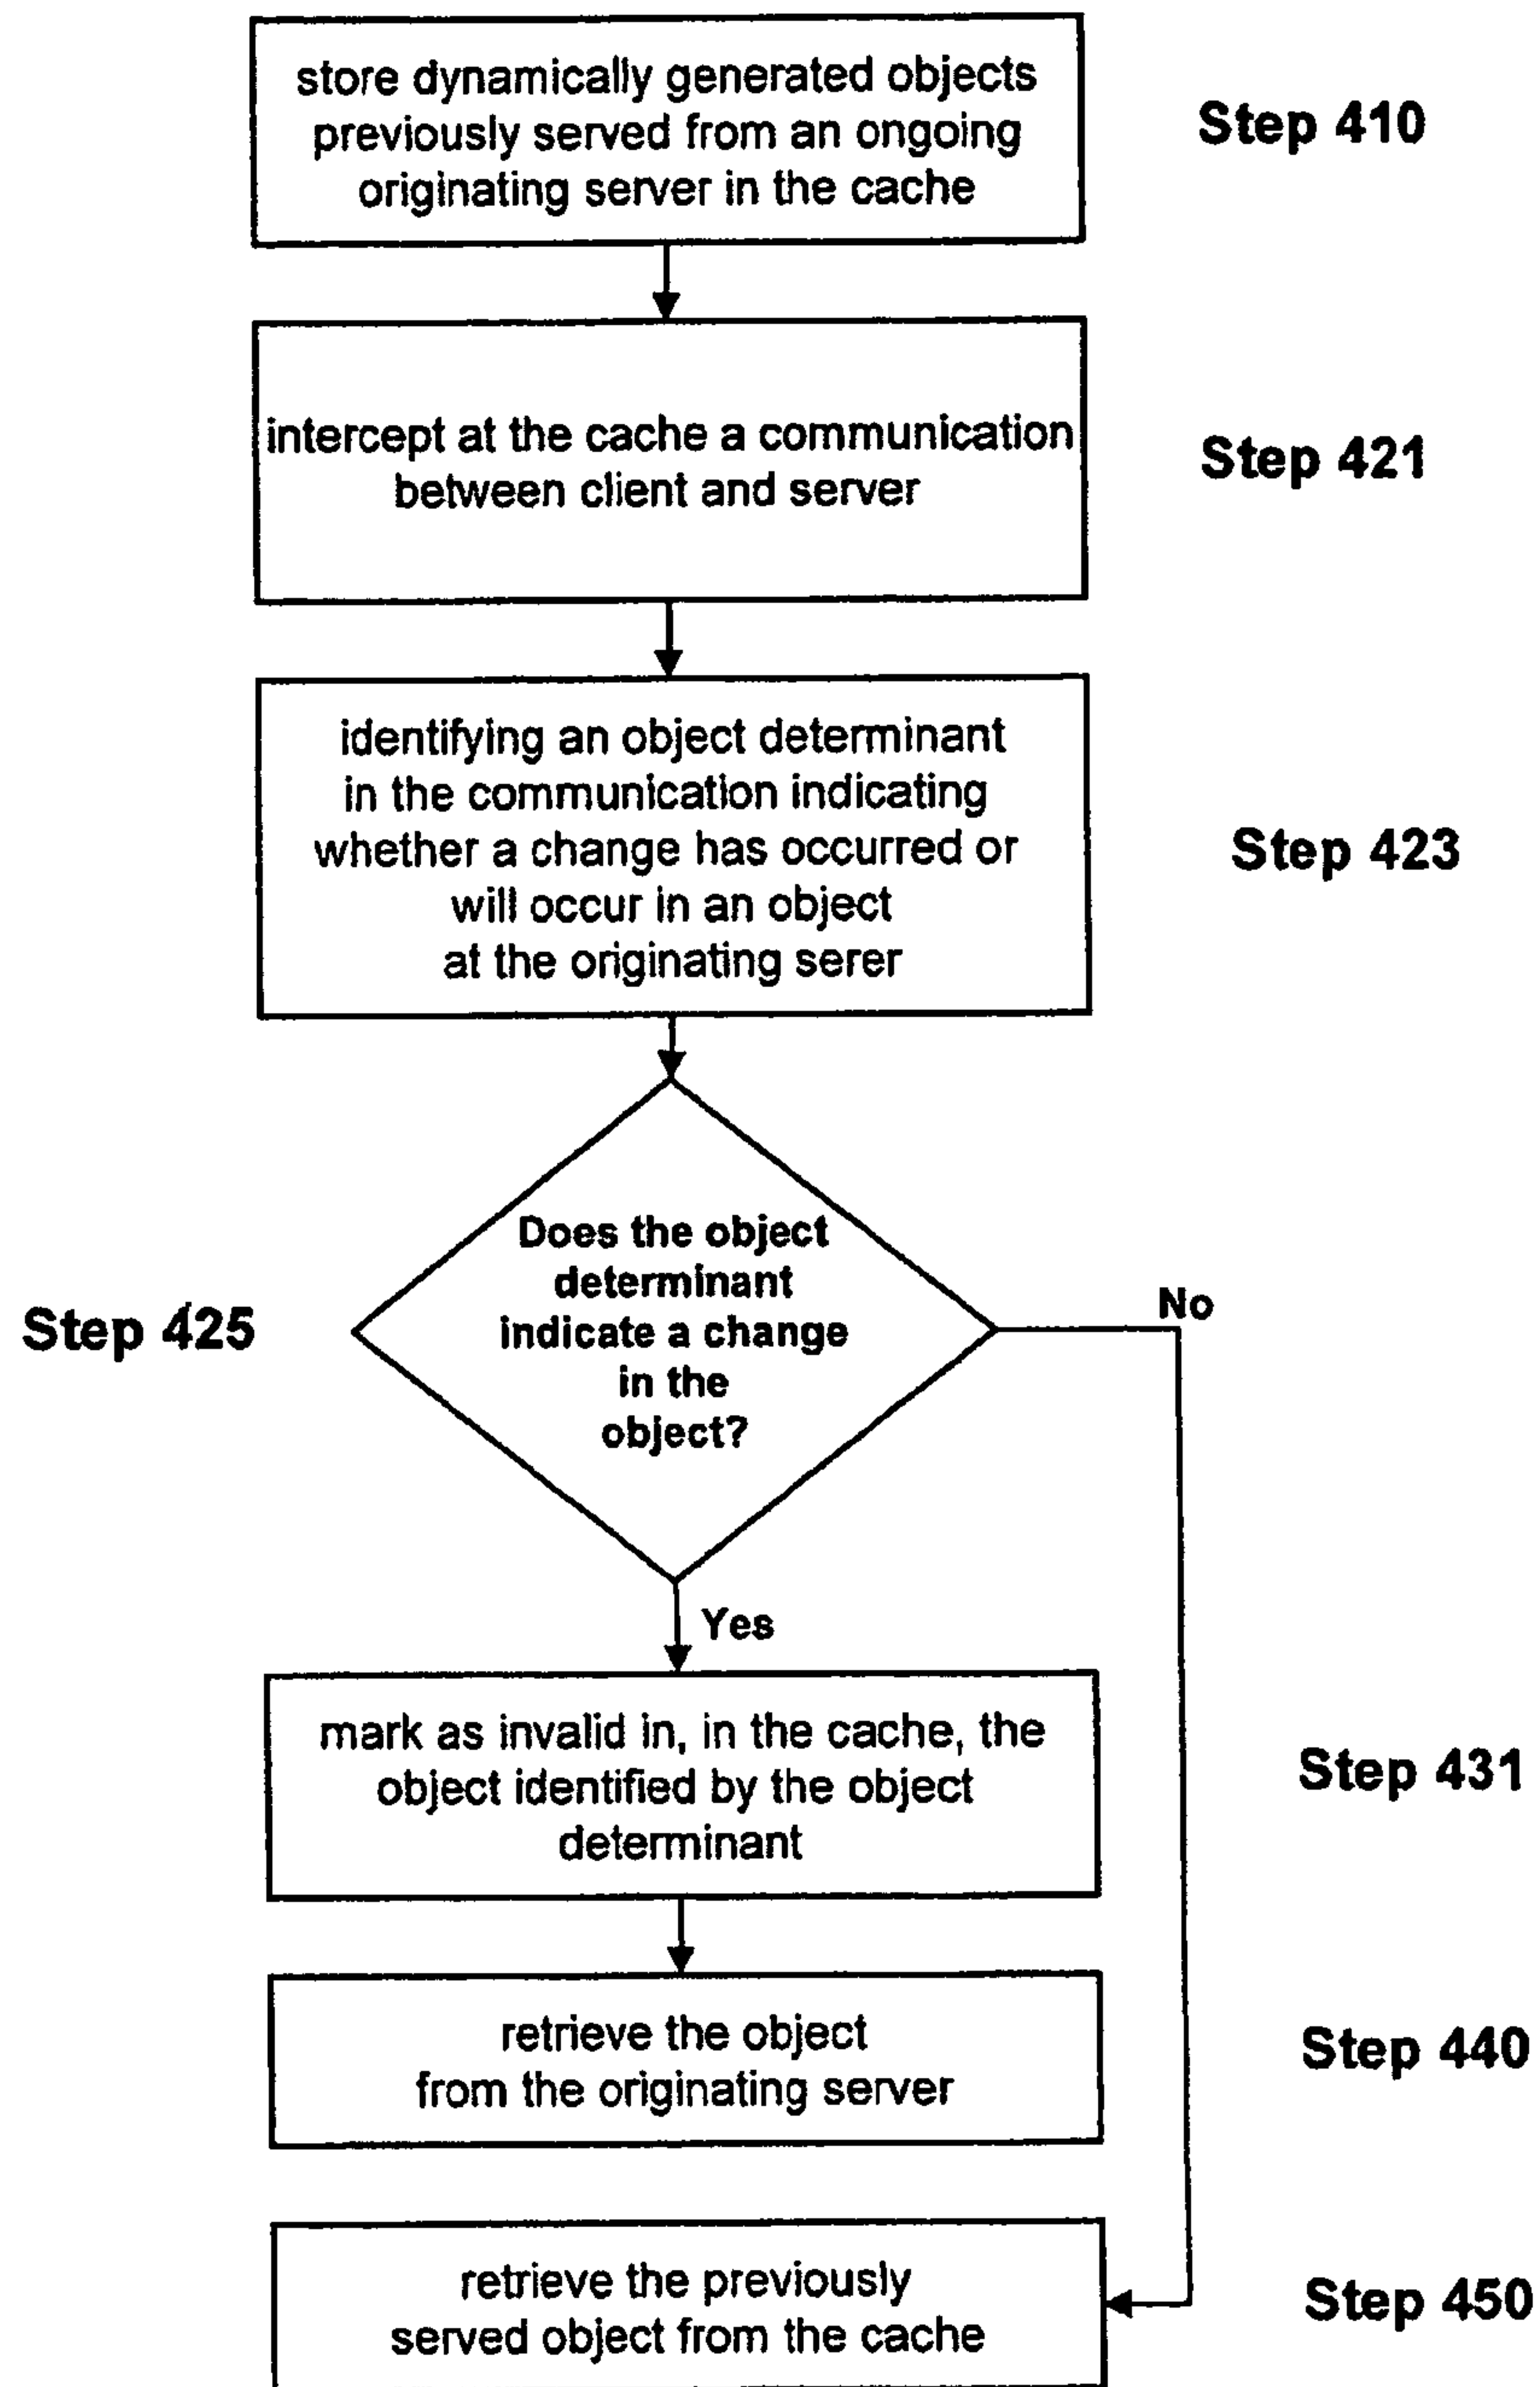 store dynamically generated objects
previously served from an ongoing
originating server in the cache
Step 410
intercept at the cache a communication
between client and server
Step 421
identifying an object determinant
in the communication indicating
whether a change has occurred or
will occur in an object
at the originating serer
Step 423
Does the object
determinant
indicate a change
in the
object?
Step 425
No
Yes
mark as invalid in, in the cache, the
object identified by the object
determinant
Step 431
retrieve the object
from the originating server
Step 440
retrieve the previously
served object from the cache
Step 450